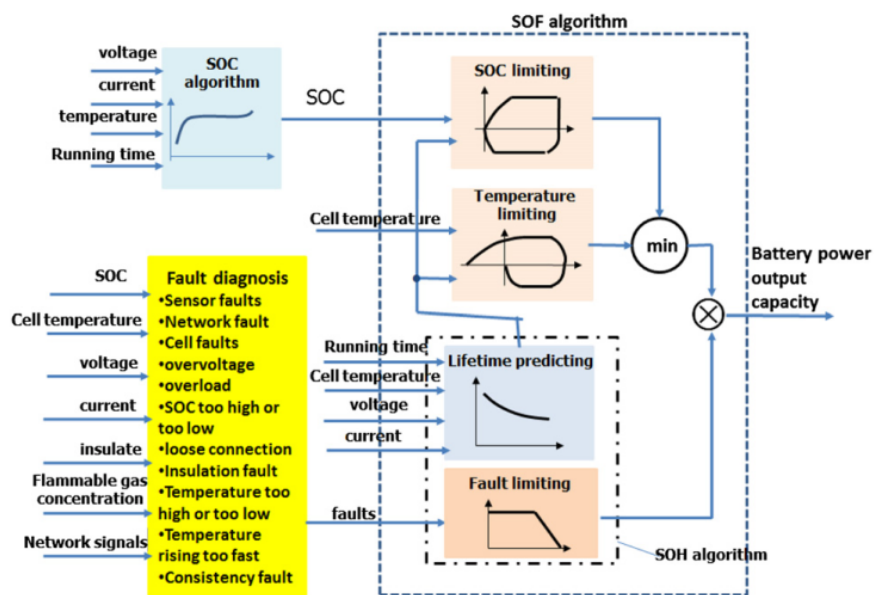 SOF algorithm
voltage
current
temperature
Running time
SOC
algorithm
SOC
SOC limiting
Temperature
limiting
Cell temperature
min
Battery power
output
capacity
SOC
Cell temperature
voltage
current
insulate
Flammable gas
concentration
Network signals
Fault diagnosis
•Sensor faults
•Network fault
•Cell faults
•overvoltage
•overload
•SOC too high or
too low
•loose connection
•Insulation fault
•Temperature too
high or too low
•Temperature
rising too fast
•Consistency fault
faults
Running time
Cell temperature
voltage
current
Lifetime predicting
Fault limiting
SOH algorithm